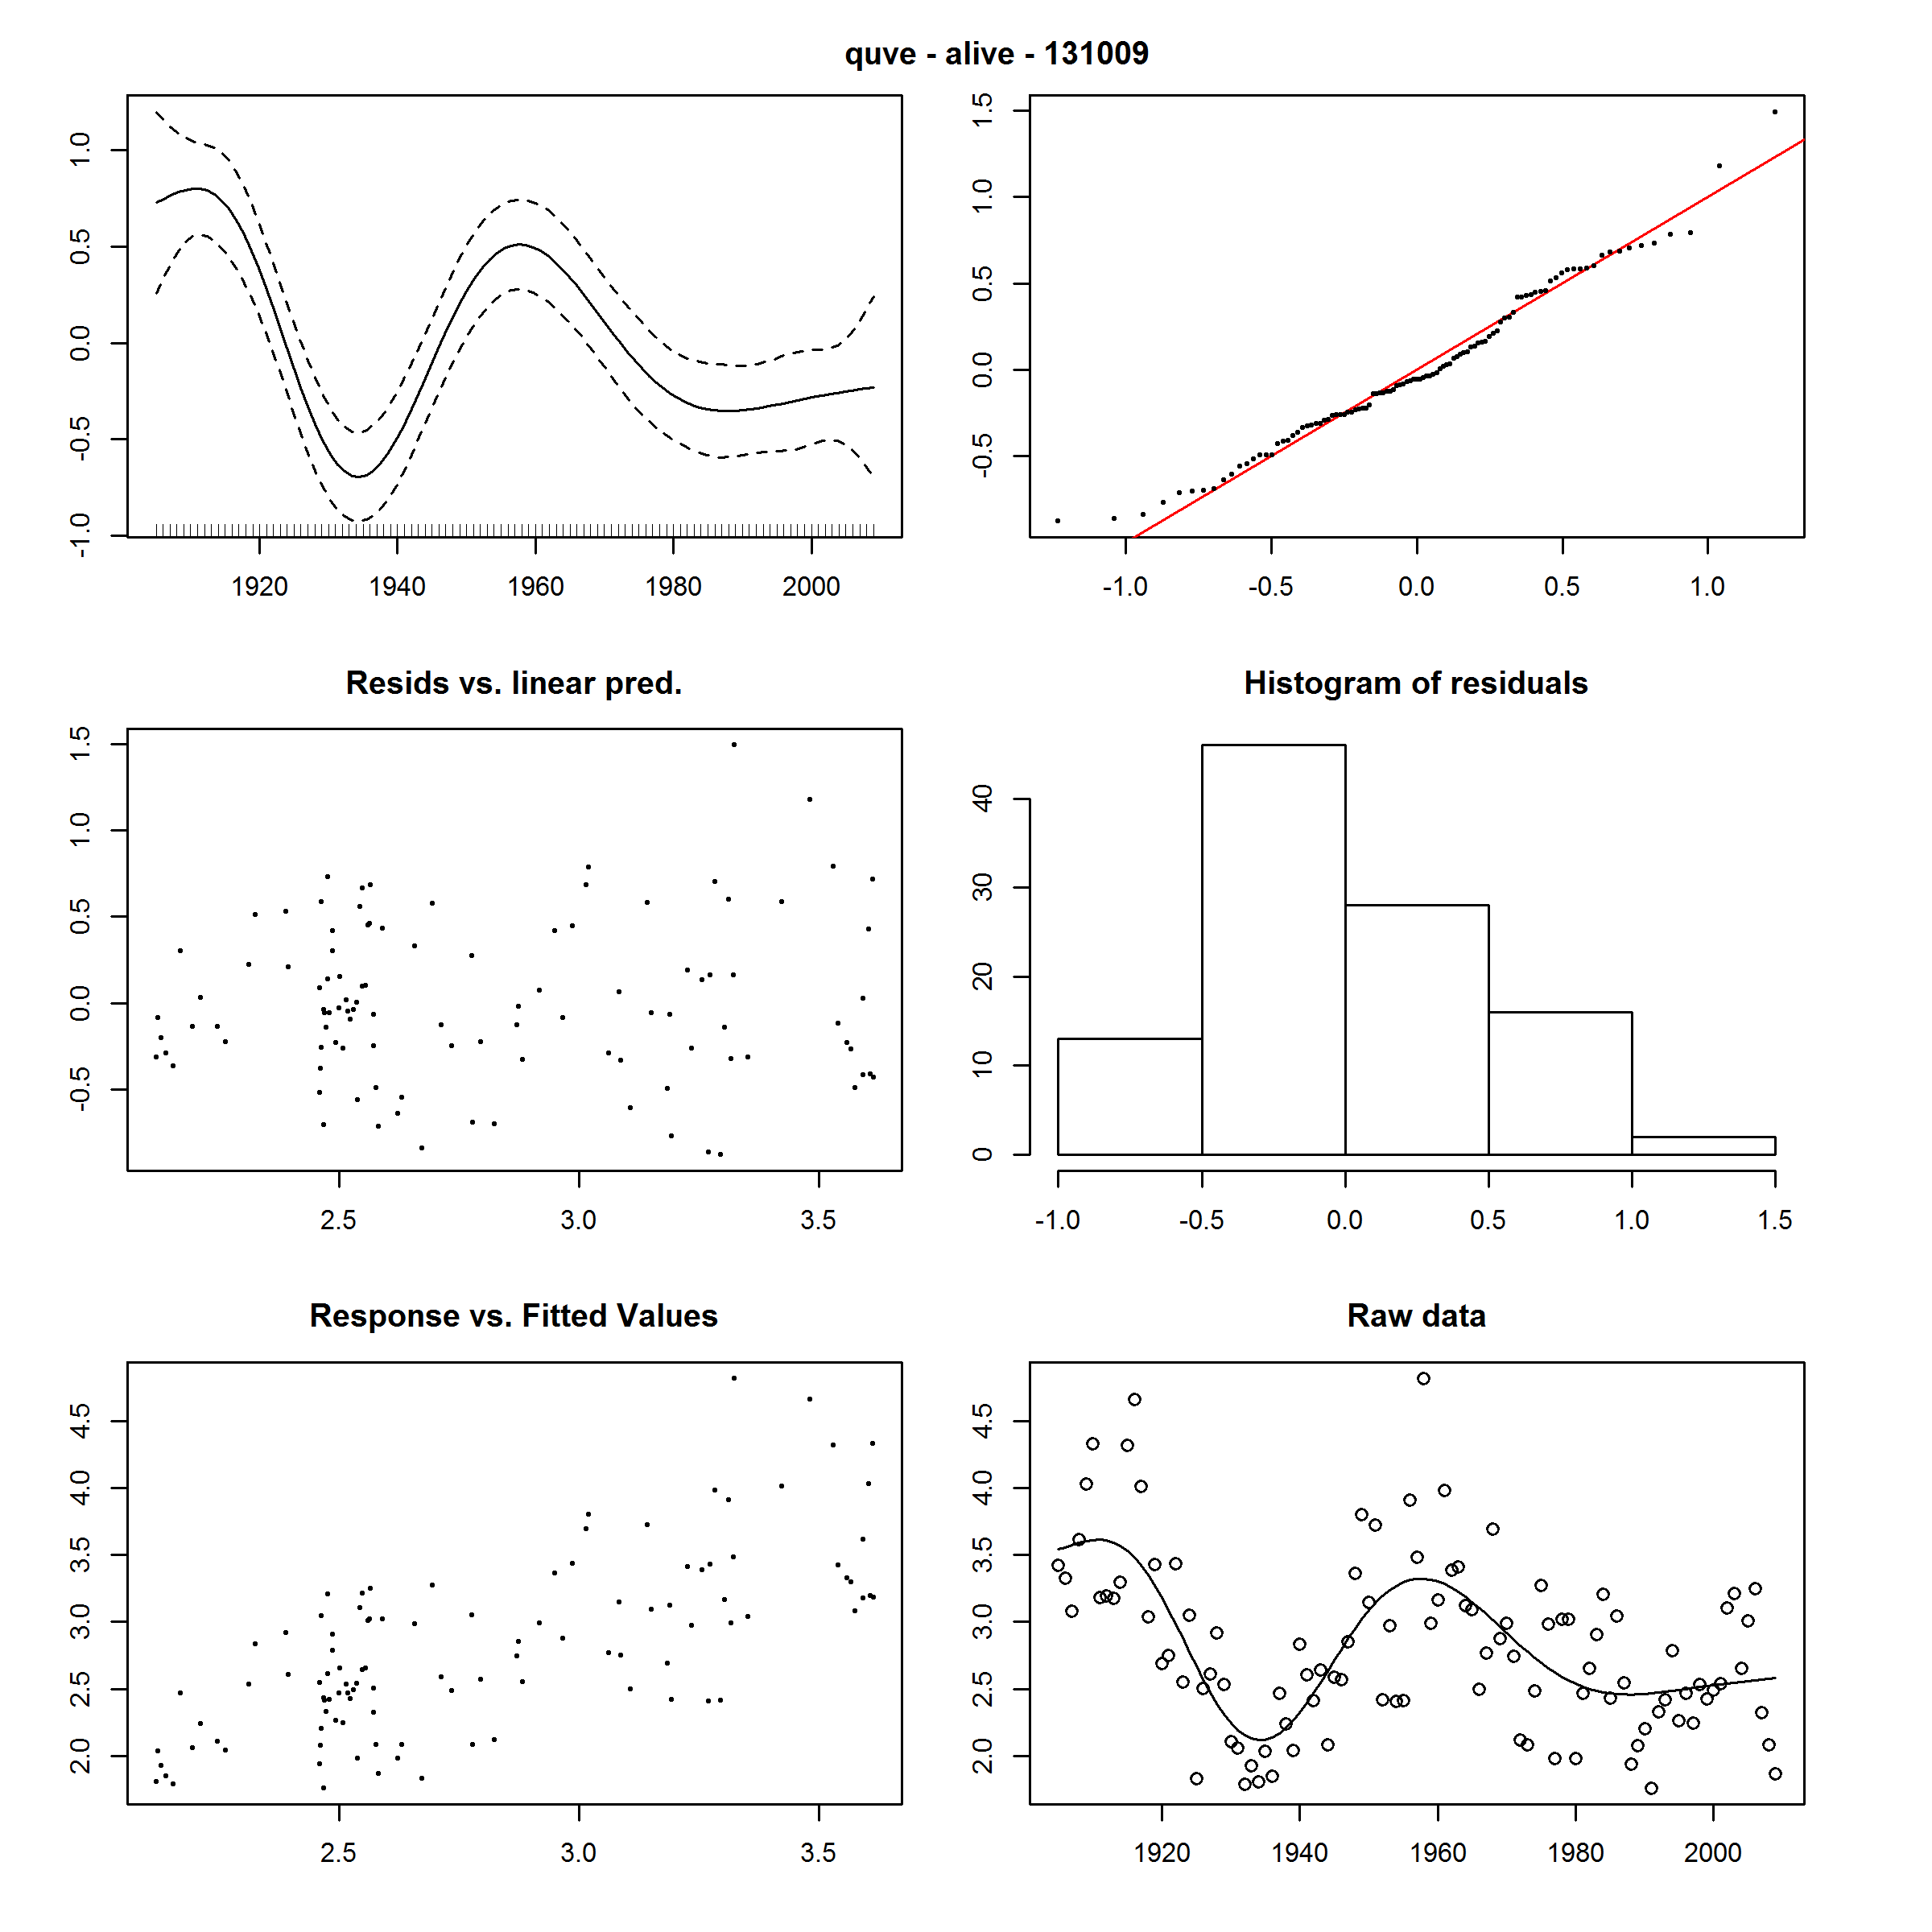 quve - alive - 131009
1.0
0.5
0.0
-0.5
-1.0
1920 1940 1960 1980 2000
1.5
1.0
0.5
0.0
-0.5
-1.0 -0.5 0.0 0.5 1.0
Resids vs. linear pred.
1.5
1.0
0.5
0.0
-0.5
2.5 3.0 3.5
Histogram of residuals
40
30
20
10
0
-1.0 -0.5 0.0 0.5 1.0 1.5
Response vs. Fitted Values
4.5
4.0
3.5
3.0
2.5
2.0
2.5 3.0 3.5
Raw data
4.5
4.0
3.5
3.0
2.5
2.0
1920 1940 1960 1980 2000